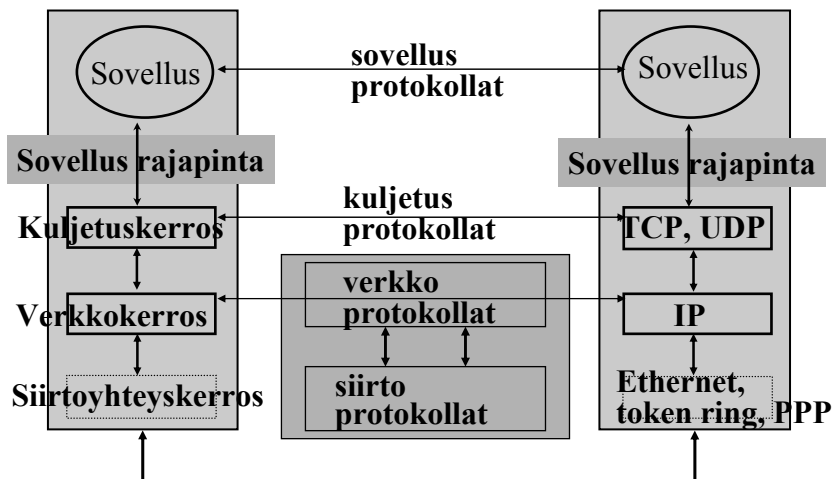 Sovellus
sovellus
protokollat
Sovellus
Sovellus rajapinta
Sovellus rajapinta
Kuljetuskerros
kuljetus
protokollat
TCP, UDP
Verkkokerros
verkko
protokollat
IP
Siirtoyhteyskerros
siirto
protokollat
Ethernet,
token ring, PPP